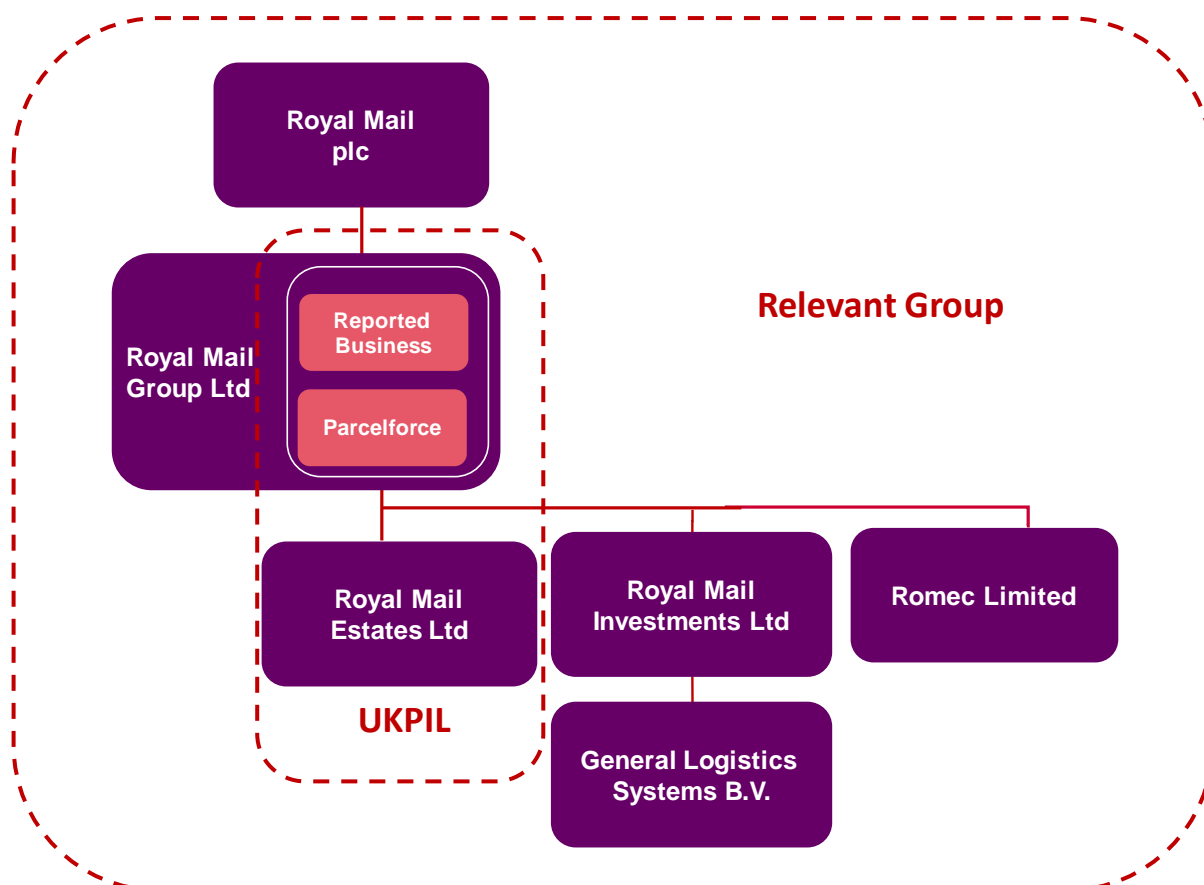 Royal Mail
plc
Relevant Group
Reported
Business
Royal Mail
Group Ltd
Parcelforce
Royal Mail
Estates Ltd
Royal Mail
Investments Ltd
Romec Limited
UKPIL
General Logistics
Systems B.V.